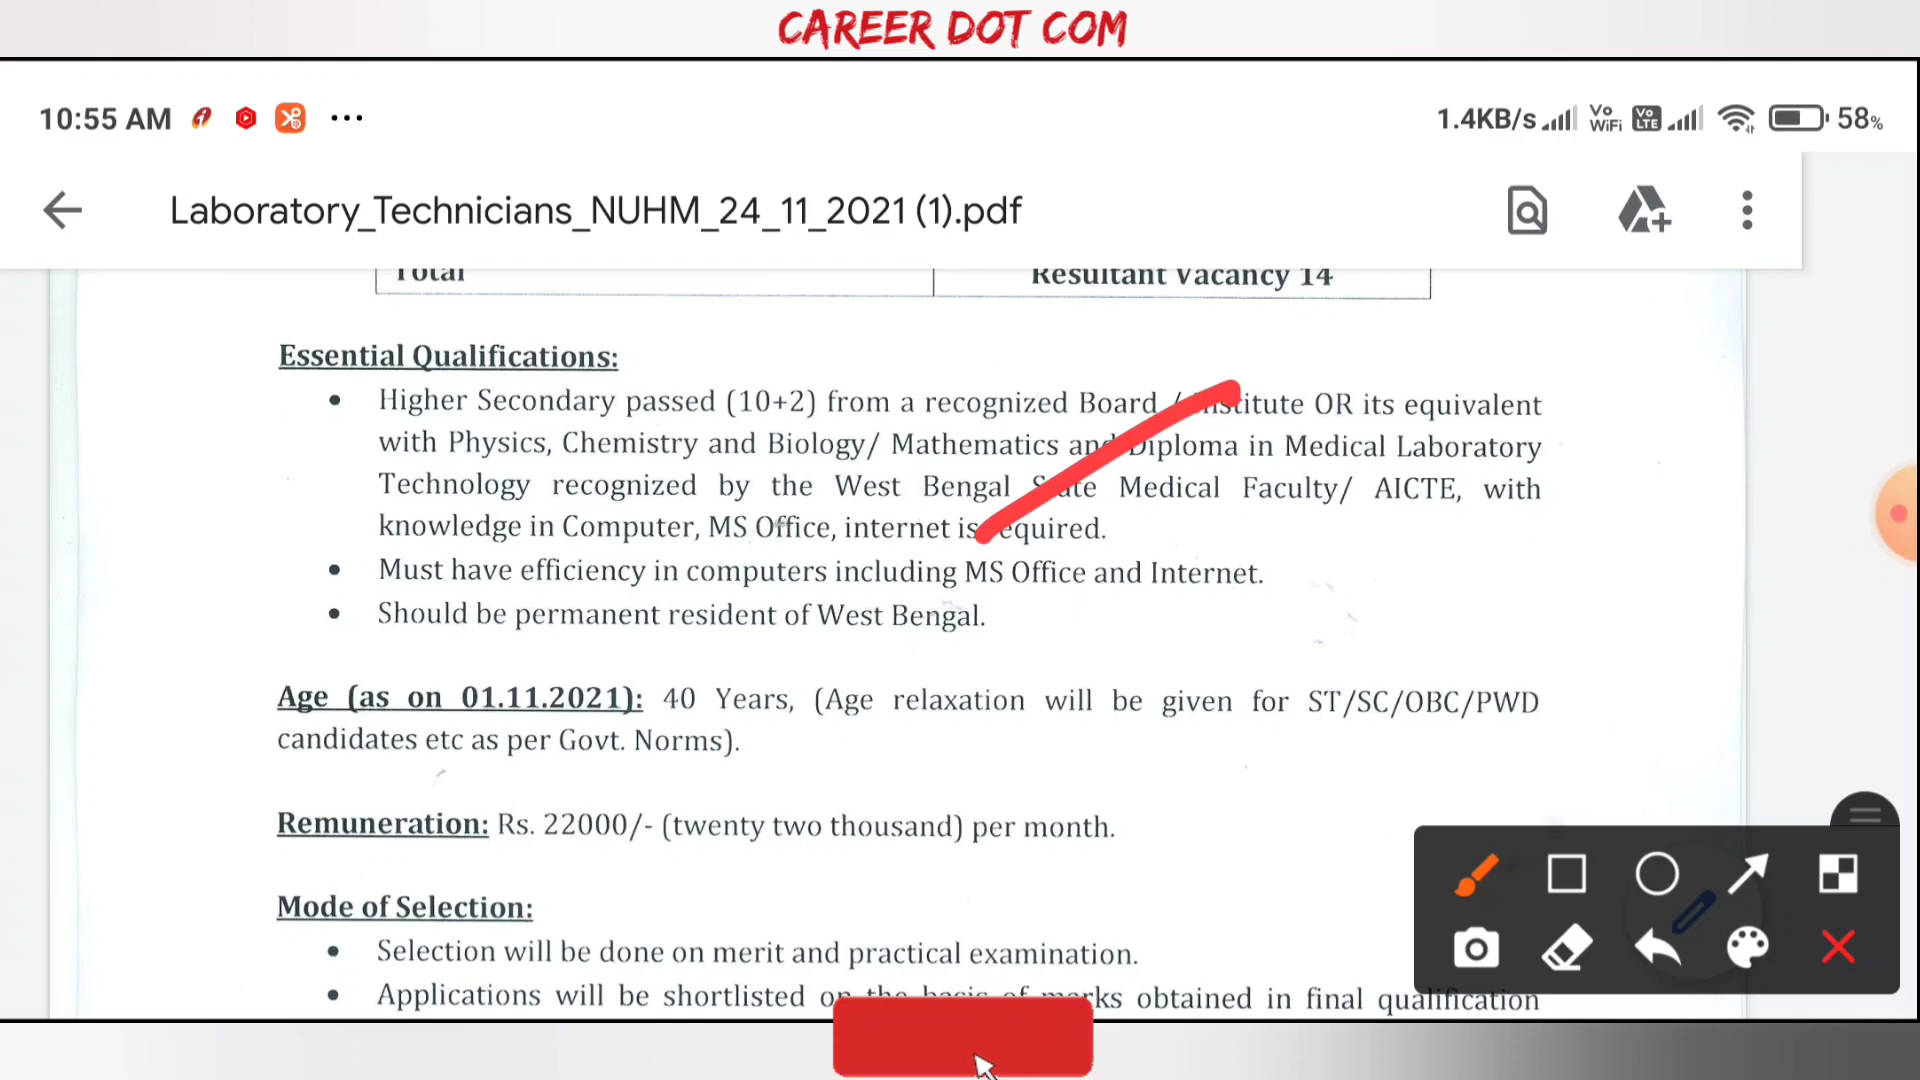 CAREER DOT COM
10:55 AM
1.4KB/s Vo WiFi Vo LTE 58%
Laboratory_Technicians_NUHM_24_11_2021 (1).pdf
Total Resultant Vacancy 14
Essential Qualifications:
• Higher Secondary passed (10+2) from a recognized Board / Institute OR its equivalent
with Physics, Chemistry and Biology/ Mathematics and Diploma in Medical Laboratory
Technology recognized by the West Bengal State Medical Faculty/ AICTE, with
knowledge in Computer, MS Office, internet is required.
• Must have efficiency in computers including MS Office and Internet.
• Should be permanent resident of West Bengal.
Age (as on 01.11.2021): 40 Years, (Age relaxation will be given for ST/SC/OBC/PWD
candidates etc as per Govt. Norms).
Remuneration: Rs. 22000/- (twenty two thousand) per month.
Mode of Selection:
• Selection will be done on merit and practical examination.
• Applications will be shortlisted on the basis of marks obtained in final qualification